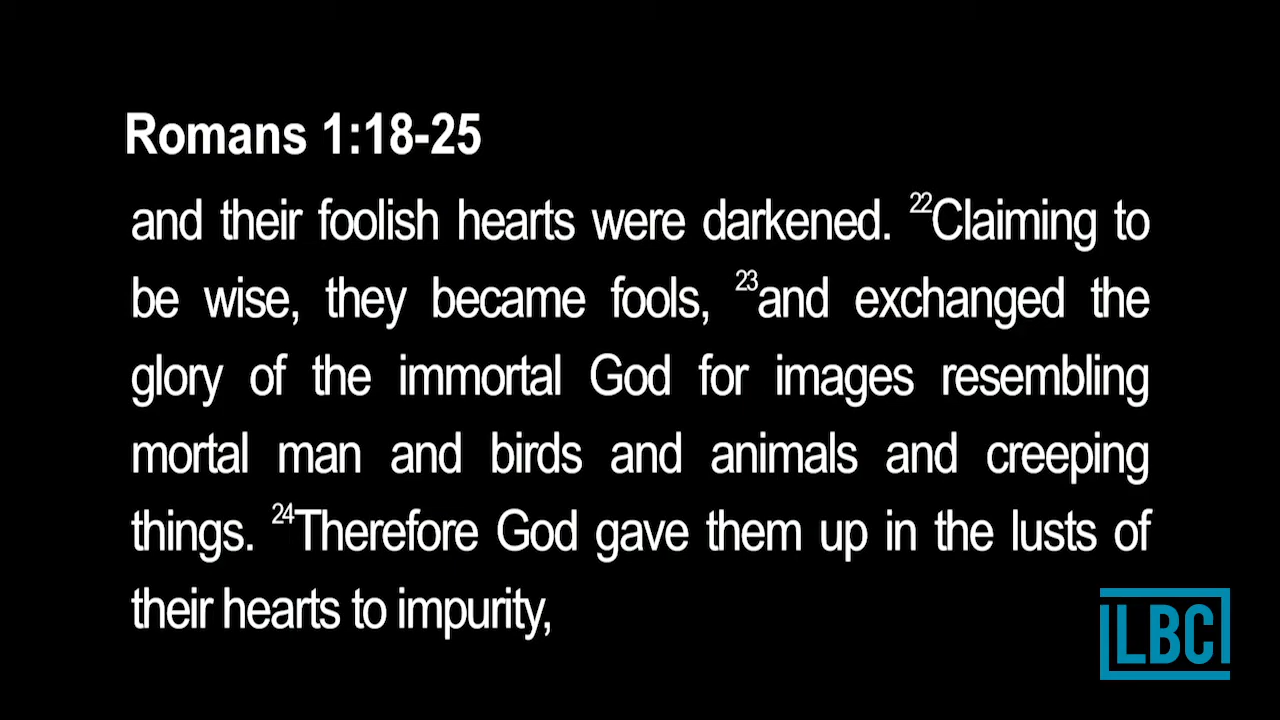 Romans 1:18-25
and their foolish hearts were darkened. 22Claiming to
be wise, they became fools, 23and exchanged the
glory of the immortal God for images resembling
mortal man and birds and animals and creeping
things. 24Therefore God gave them up in the lusts of
their hearts to impurity,
LBC